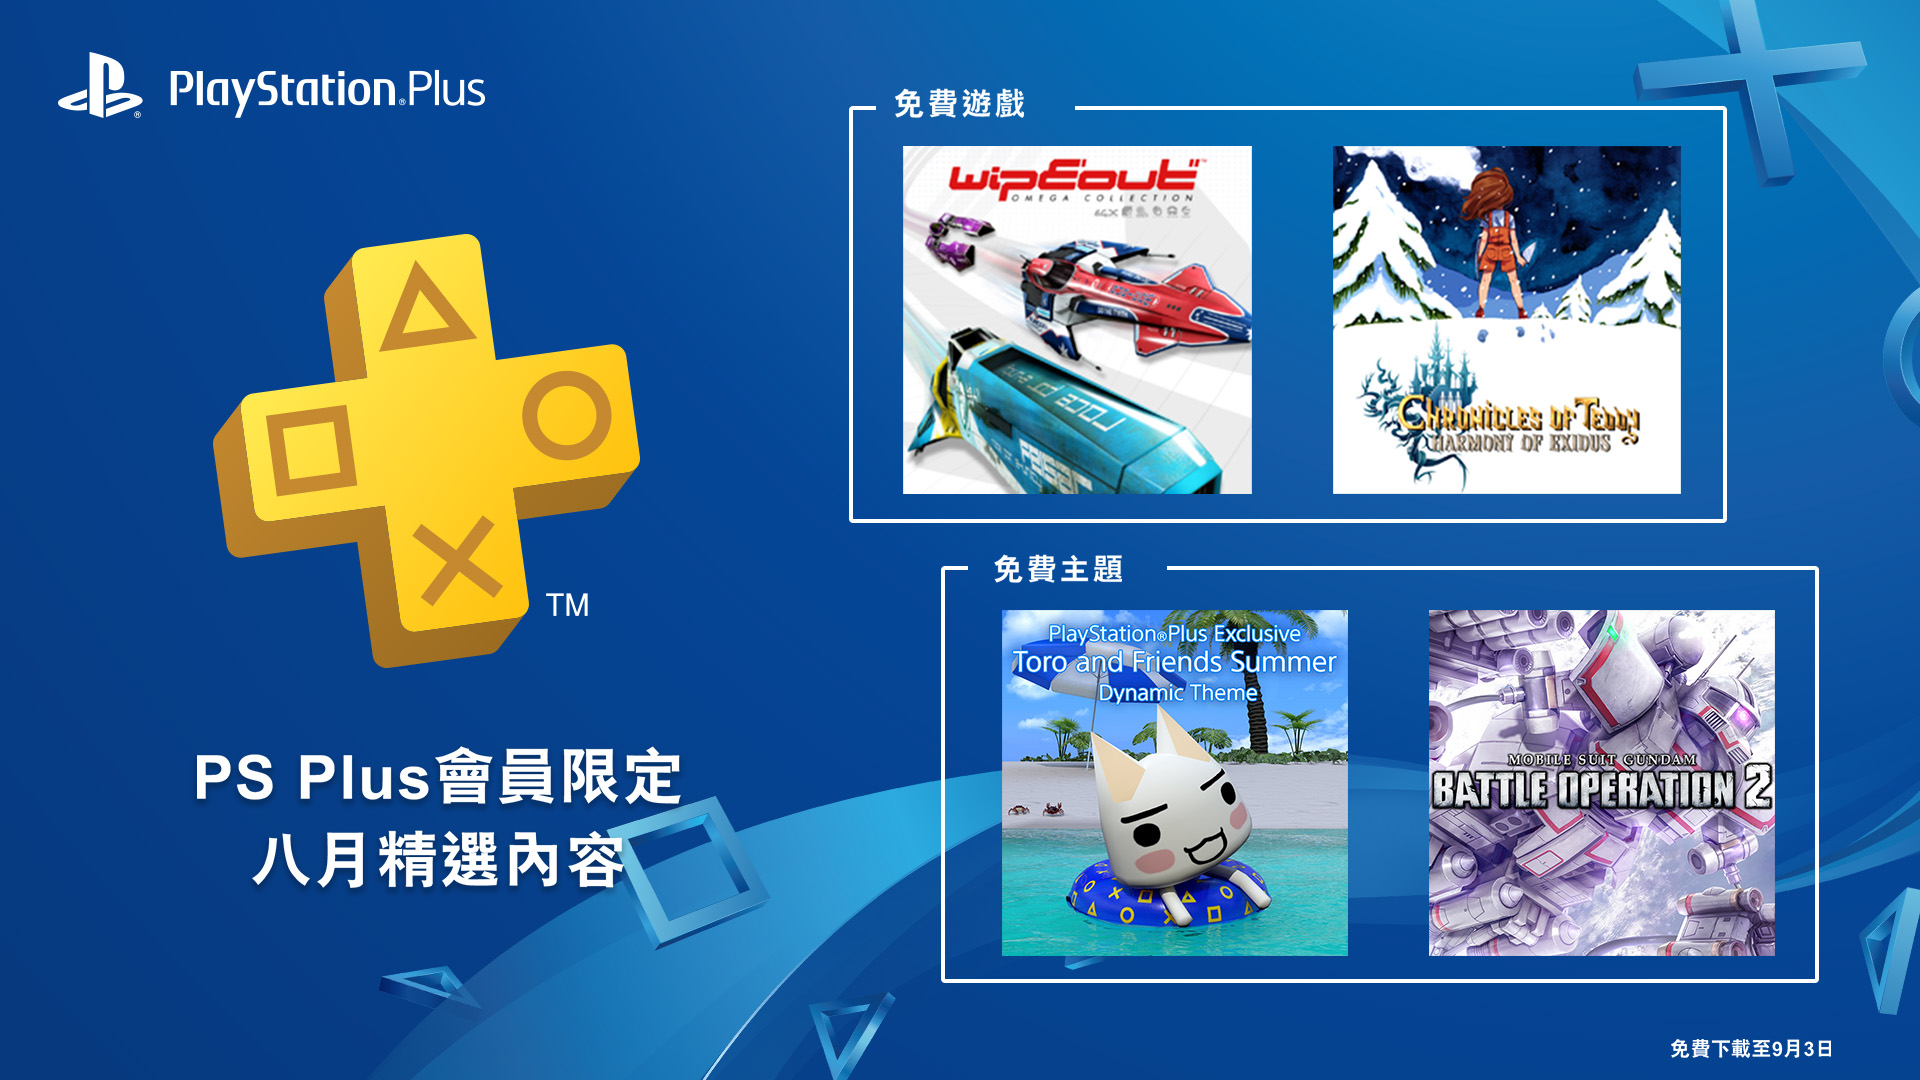 PlayStation®Plus
免費遊戲
wipEout™
OMEGA COLLECTION
CHRONICLES OF TEDDY
HARMONY OF EXIDUS
TM
PS Plus會員限定
八月精選內容
免費主題
PlayStation®Plus Exclusive
Toro and Friends Summer
Dynamic Theme
MOBILE SUIT GUNDAM
BATTLE OPERATION 2
免費下載至9月3日